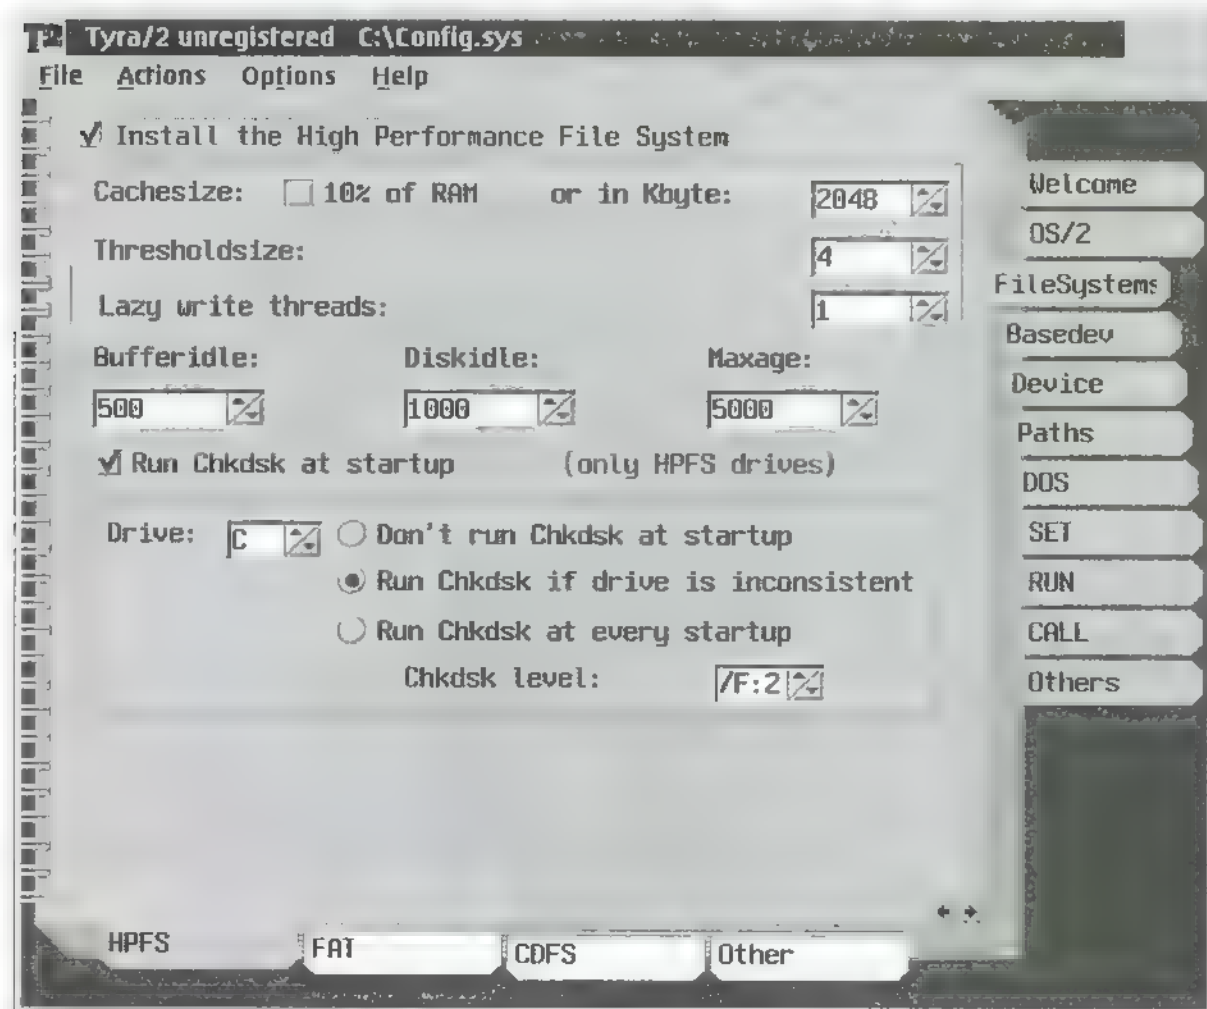 T2 Tyra/2 unregistered C:\Config.sys
File Actions Options Help
Install the High Performance File System
Cachesize: 10% of RAM or in Kbyte: 2048
Thresholdsize: 4
Lazy write threads: 1
Bufferidle: Diskidle: Maxage:
500 1000 5000
Run Chkdsk at startup (only HPFS drives)
Drive: C Don't run Chkdsk at startup
Run Chkdsk if drive is inconsistent
Run Chkdsk at every startup
Chkdsk level: /F:2
Welcome
OS/2
FileSystems
Basedev
Device
Paths
DOS
SET
RUN
CALL
Others
HPFS FAT CDFS Other